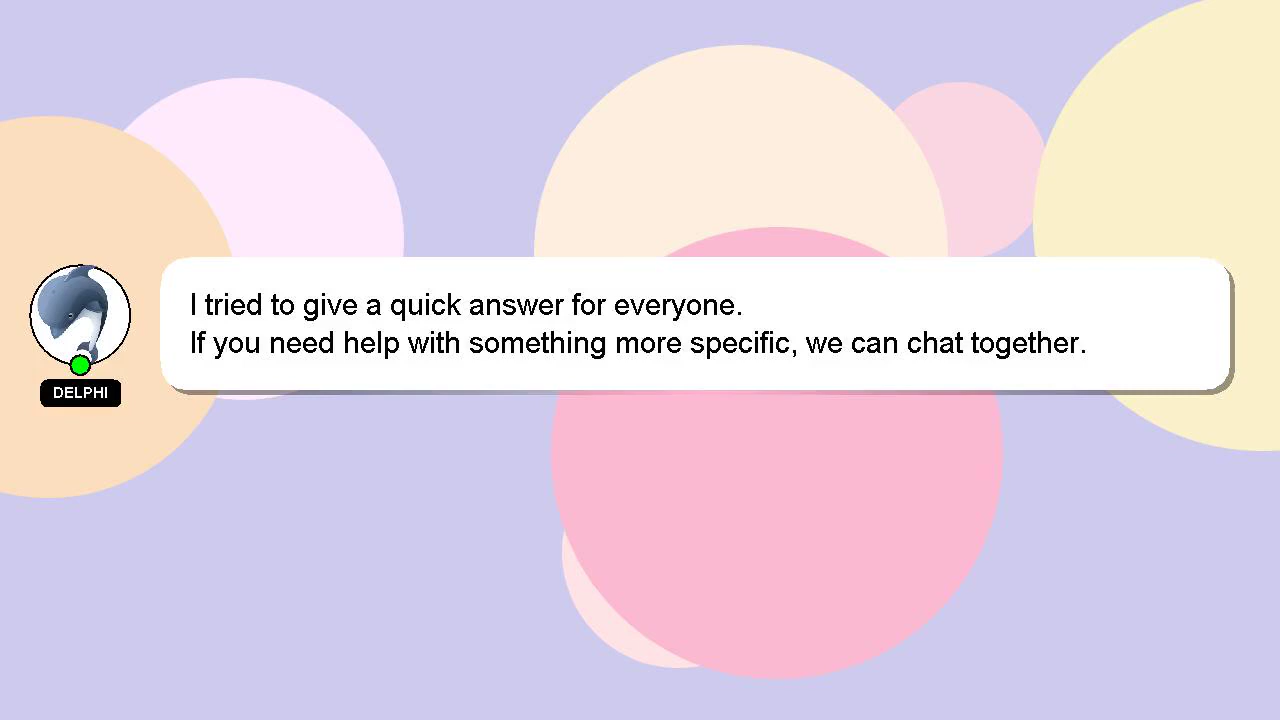 I tried to give a quick answer for everyone.
If you need help with something more specific, we can chat together.
DELPHI